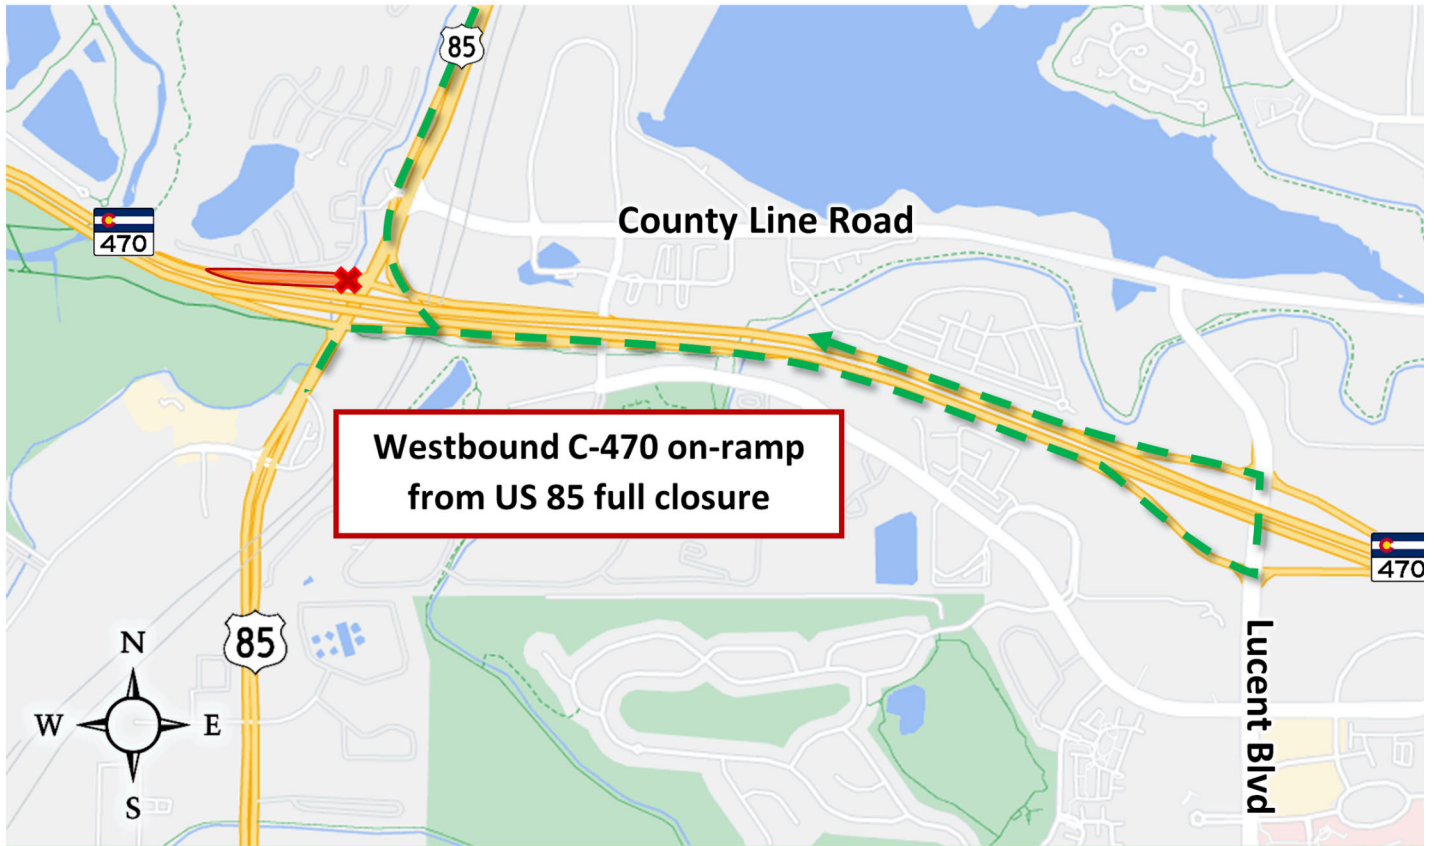 85
County Line Road
470
Westbound C-470 on-ramp
from US 85 full closure
470
85
Lucent Blvd
N
W
E
S